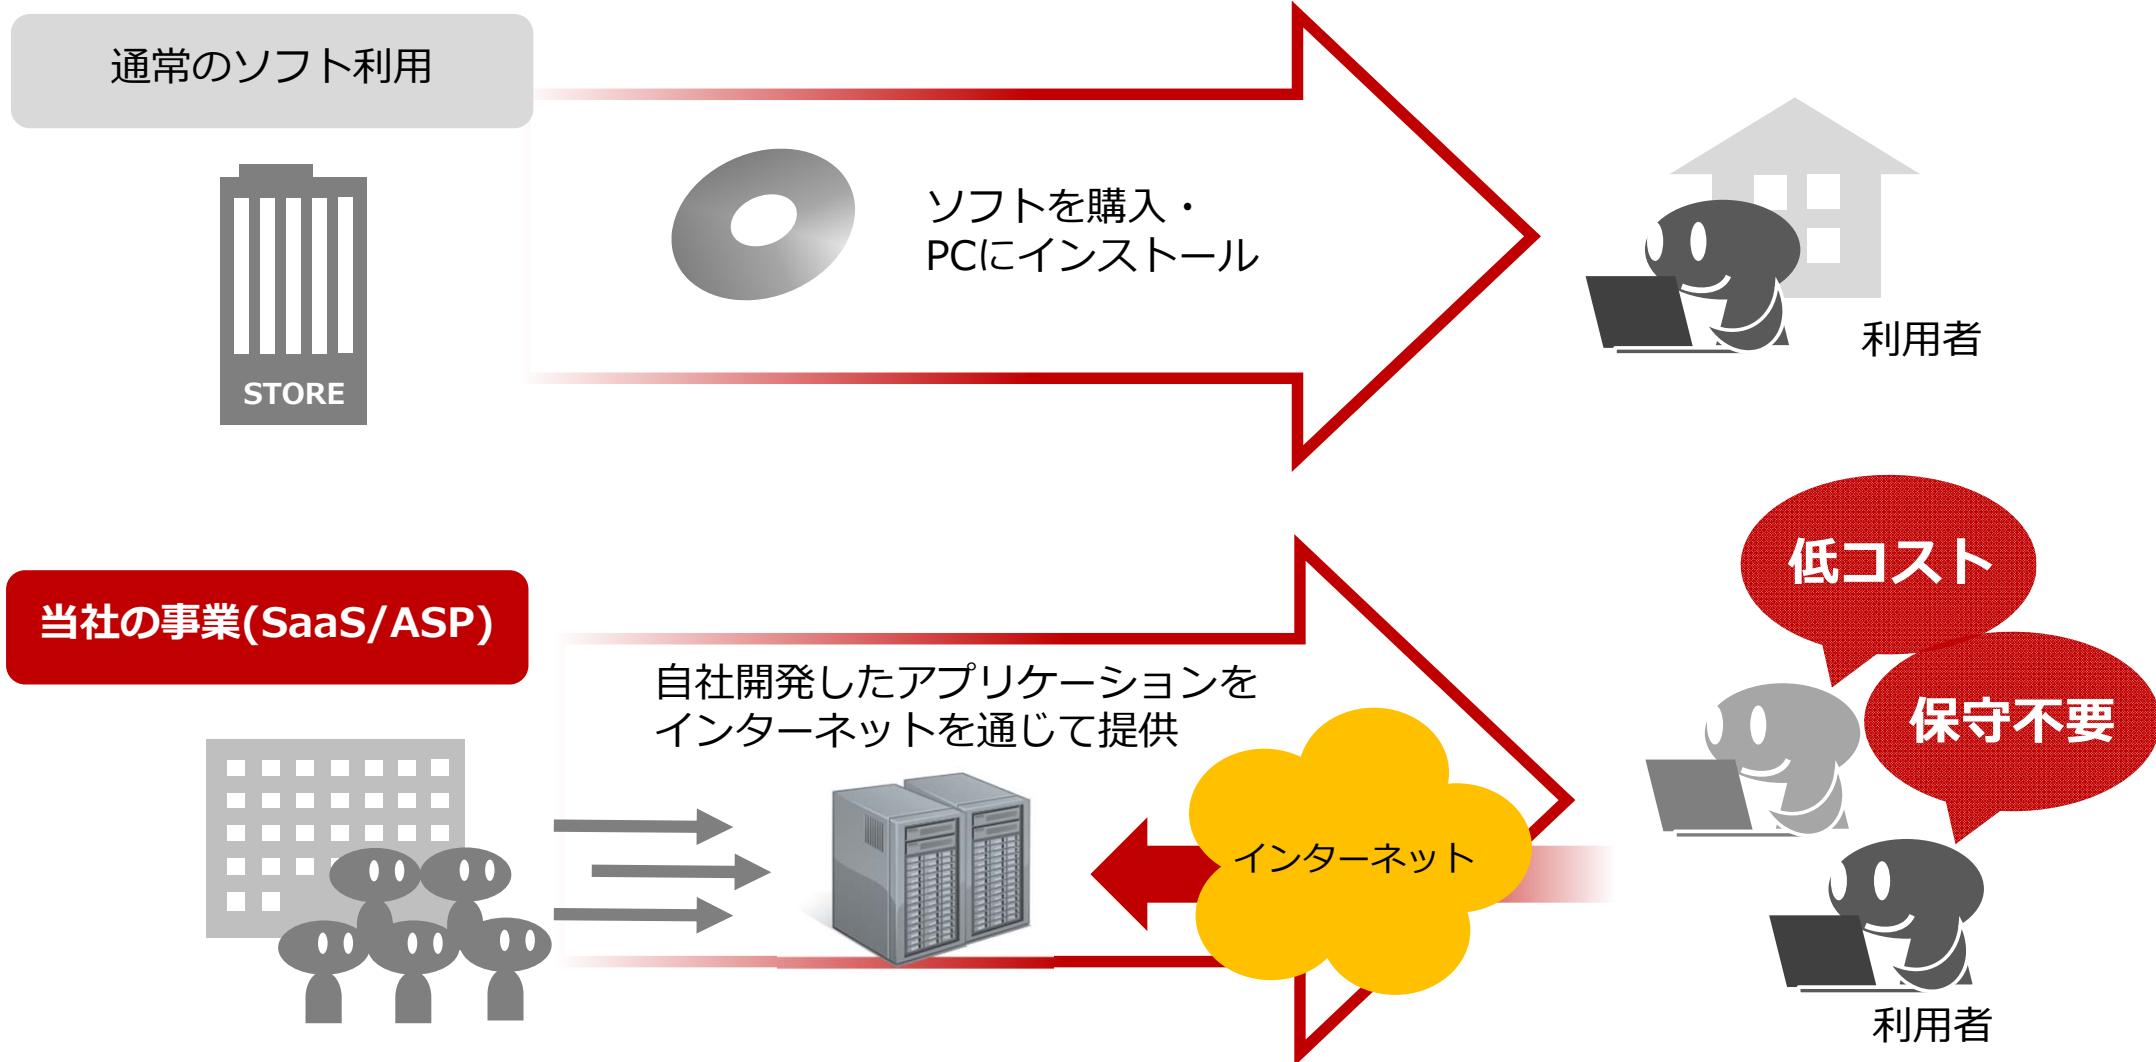 通常のソフト利用
ソフトを購入・
PCにインストール
STORE
利用者
低コスト
当社の事業(SaaS/ASP)
自社開発したアプリケーションを
インターネットを通じて提供
保守不要
インターネット
利用者